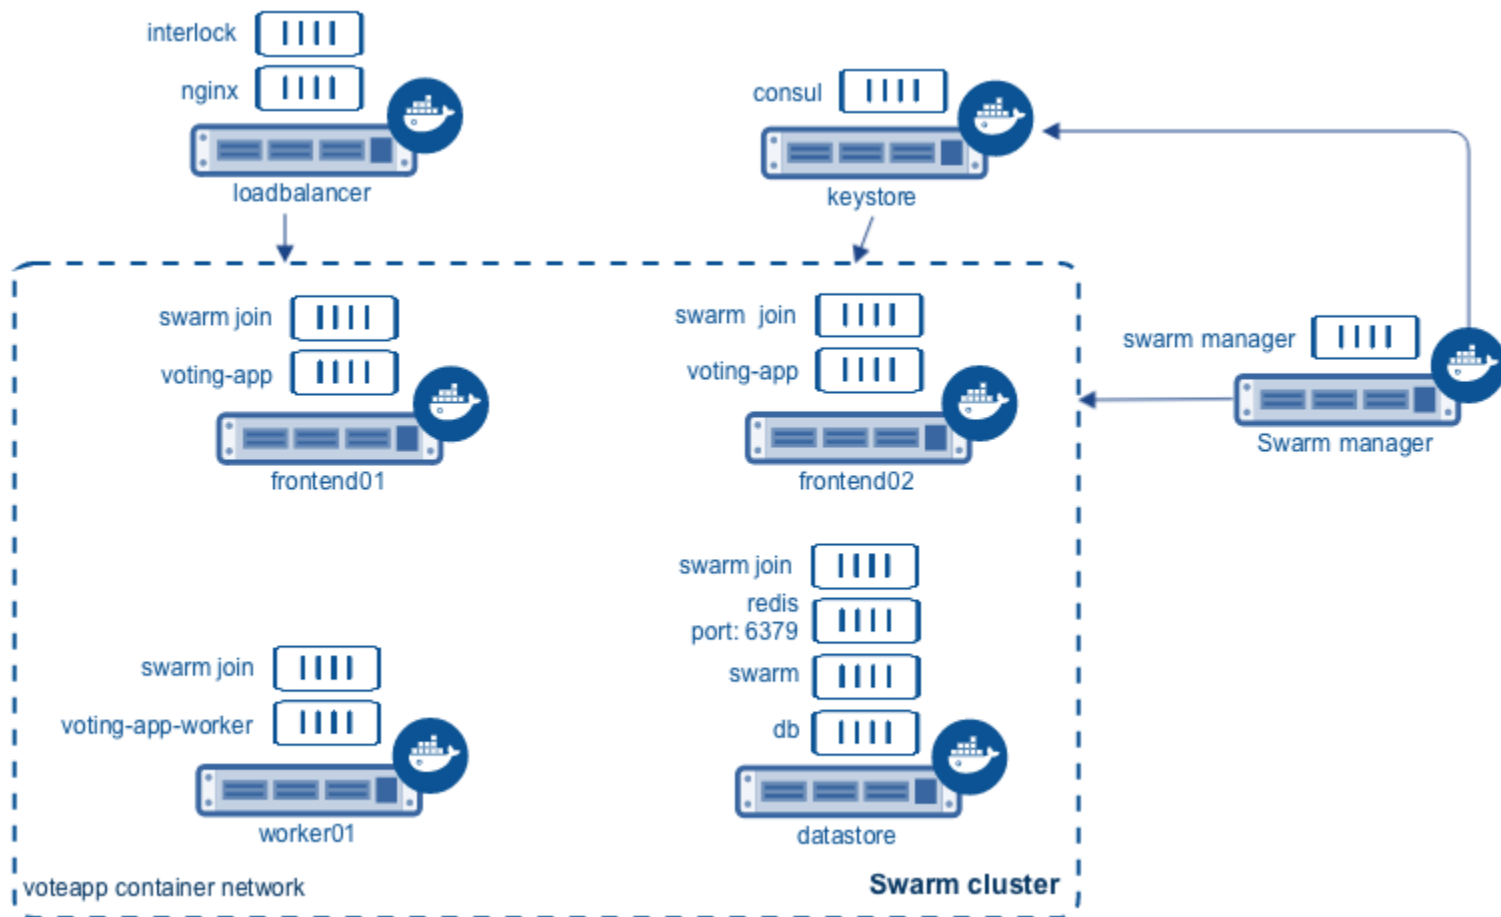 interlock
nginx
loadbalancer
consul
keystore
swarm manager
Swarm manager
swarm join
voting-app
frontend01
swarm join
voting-app
frontend02
swarm join
voting-app-worker
worker01
swarm join
redis
port: 6379
swarm
db
datastore
voteapp container network
Swarm cluster